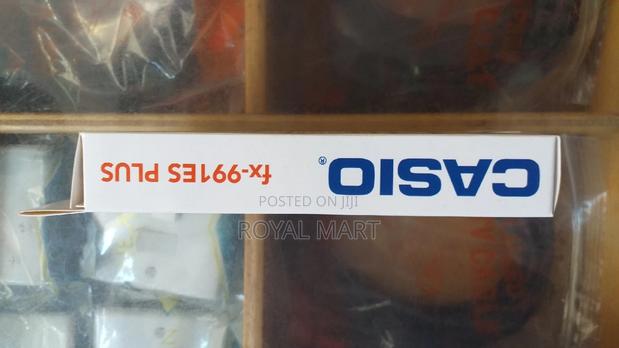 CASIO® fx-991ES PLUS
POSTED ON JIJI
ROYAL MART